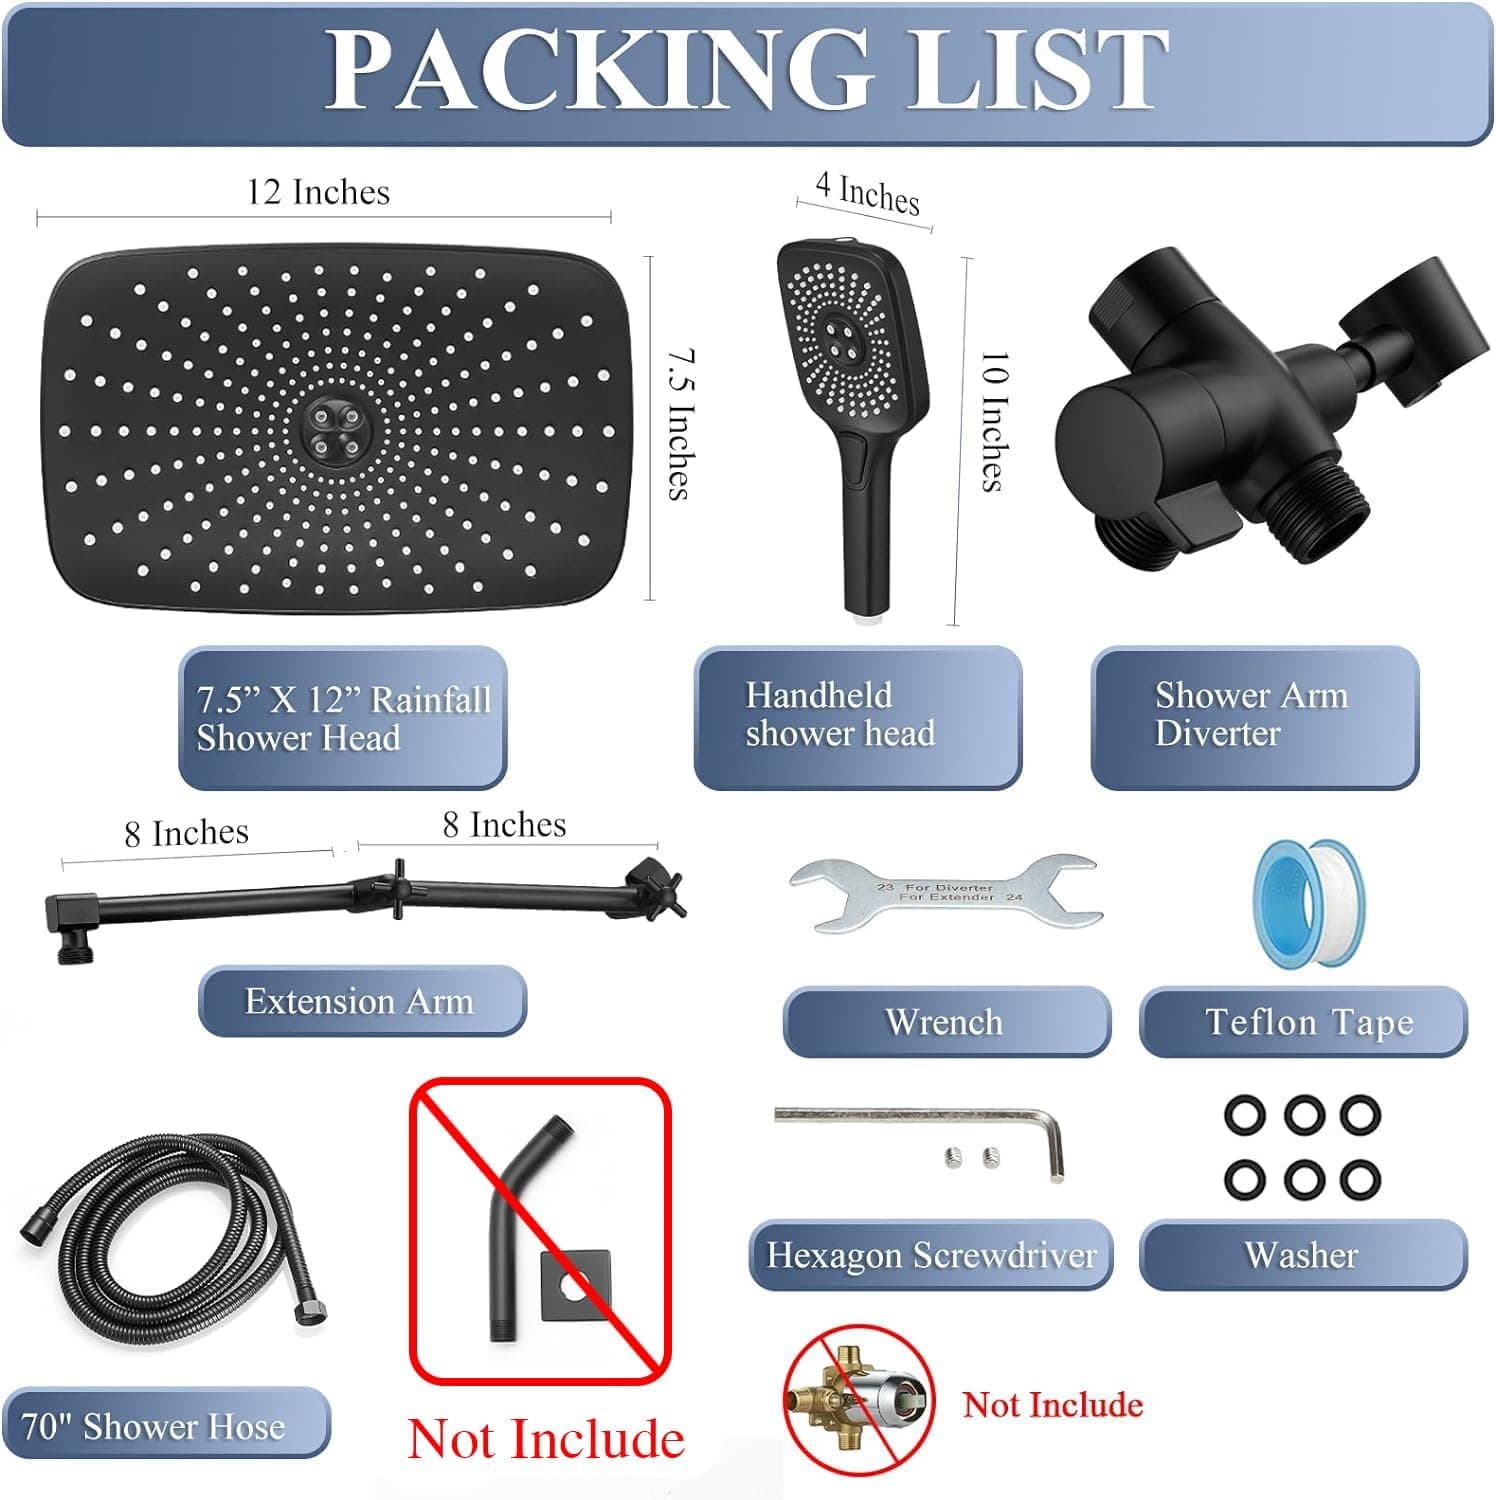 PACKING LIST
12 Inches
4 Inches
7.5 Inches
10 Inches
7.5” X 12” Rainfall
Shower Head
Handheld
shower head
Shower Arm
Diverter
8 Inches
8 Inches
23 For Diverter
For Extender 24
Extension Arm
Wrench
Teflon Tape
Hexagon Screwdriver
Washer
70" Shower Hose
Not Include
Not Include